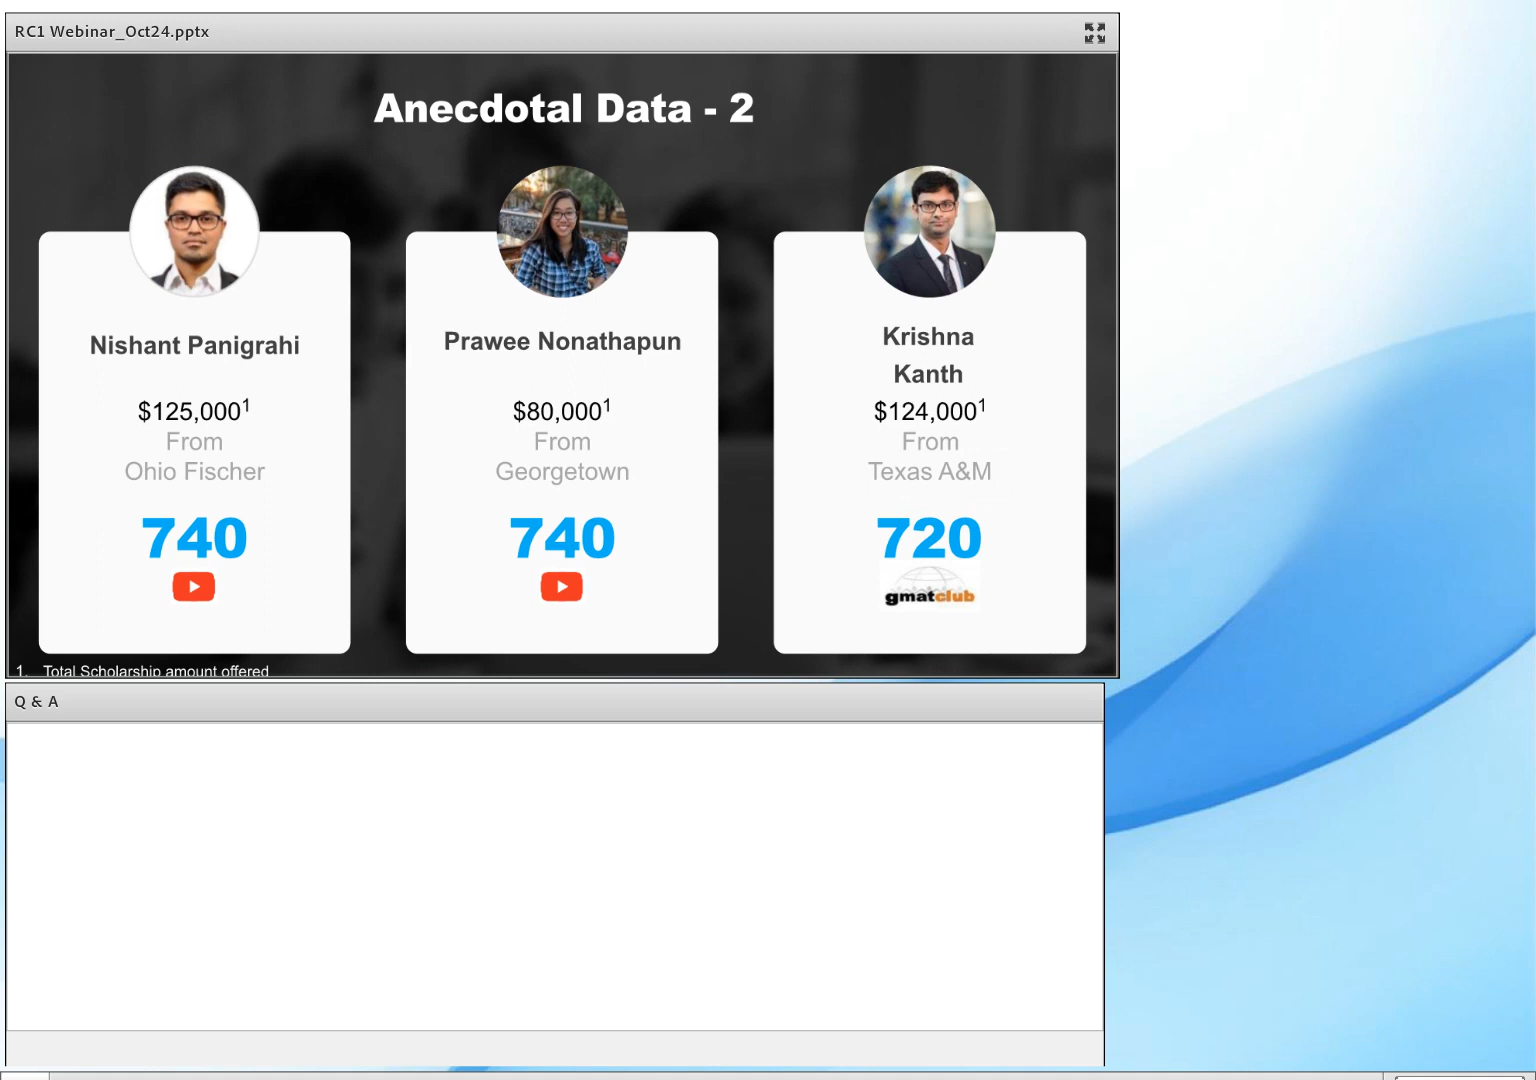 RC1 Webinar_Oct24.pptx
Anecdotal Data - 2
Nishant Panigrahi
$125,000¹
From
Ohio Fischer
740
Prawee Nonathapun
$80,000¹
From
Georgetown
740
Krishna
Kanth
$124,000¹
From
Texas A&M
720
gmatclub
1. Total Scholarship amount offered
Q & A